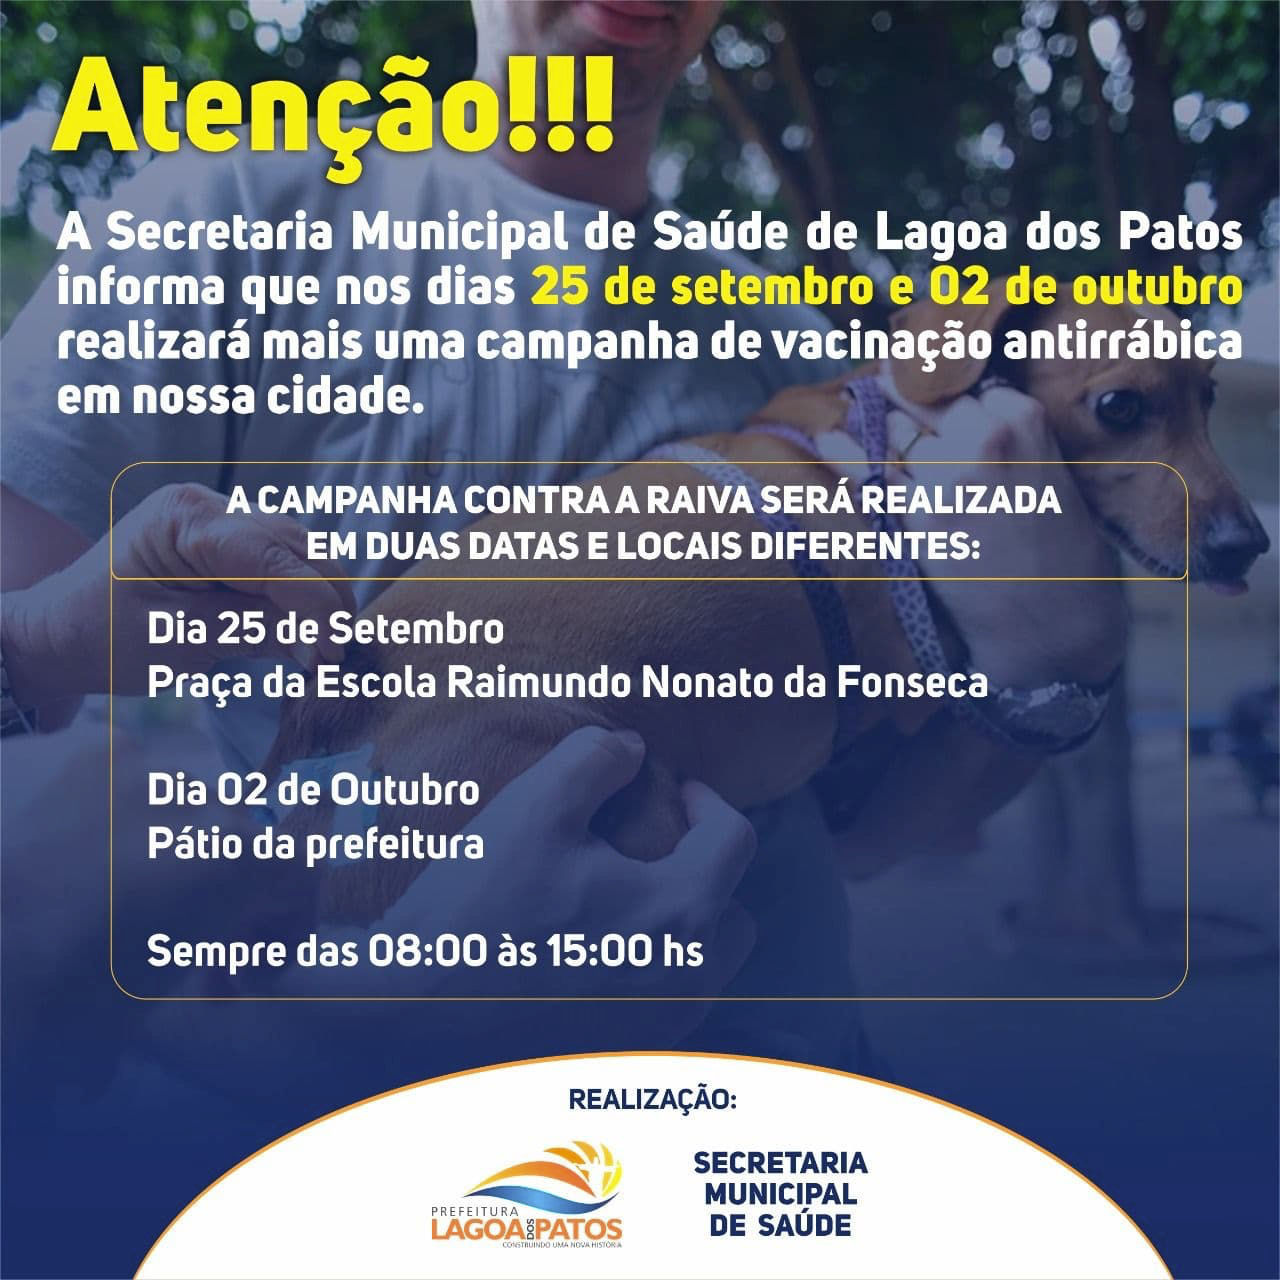 Atenção!!!
A Secretaria Municipal de Saúde de Lagoa dos Patos
informa que nos dias 25 de setembro e 02 de outubro
realizará mais uma campanha de vacinação antirrábica
em nossa cidade.
A CAMPANHA CONTRA A RAIVA SERÁ REALIZADA
EM DUAS DATAS E LOCAIS DIFERENTES:
Dia 25 de Setembro
Praça da Escola Raimundo Nonato da Fonseca
Dia 02 de Outubro
Pátio da prefeitura
Sempre das 08:00 às 15:00 hs
REALIZAÇÃO:
PREFEITURA
LAGOA DOS PATOS
CONSTRUINDO UMA NOVA HISTÓRIA
SECRETARIA
MUNICIPAL
DE SAÚDE